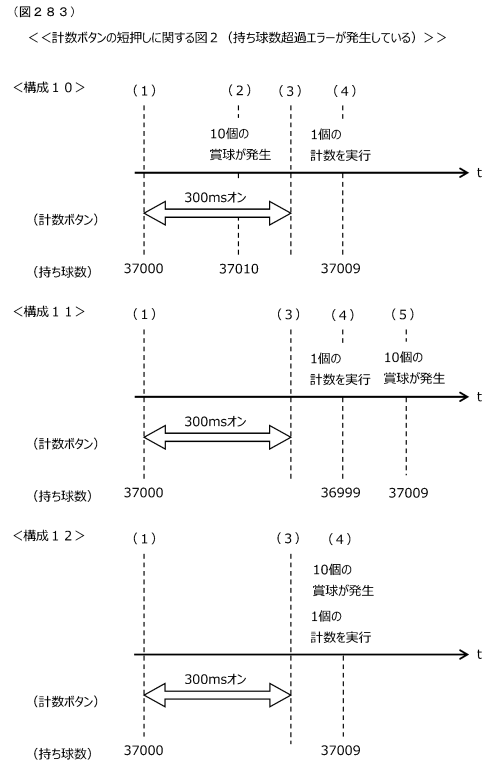 （図２８３）
＜＜計数ボタンの短押しに関する図２（持ち球数超過エラーが発生している）＞＞
＜構成１０＞
（１） （２） （３） （４）
10個の 1個の
賞球が発生 計数を実行
t
300msオン
（計数ボタン）
（持ち球数） 37000 37010 37009
＜構成１１＞
（１） （３） （４） （５）
1個の 10個の
計数を実行 賞球が発生
t
300msオン
（計数ボタン）
（持ち球数） 37000 36999 37009
＜構成１２＞
（１） （３） （４）
10個の
賞球が発生
1個の
計数を実行
t
300msオン
（計数ボタン）
（持ち球数） 37000 37009